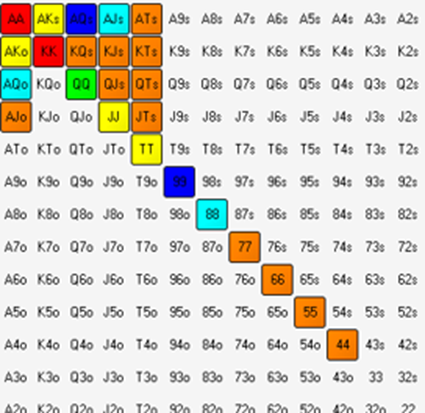 AA AKs AQs AJs ATs A9s A8s A7s A6s A5s A4s A3s A2s
AKo KK KQs KJs KTs K9s K8s K7s K6s K5s K4s K3s K2s
AQo KQo QQ QJs QTs Q9s Q8s Q7s Q6s Q5s Q4s Q3s Q2s
AJo KJo QJo JJ JTs J9s J8s J7s J6s J5s J4s J3s J2s
ATo KTo QTo JTo TT T9s T8s T7s T6s T5s T4s T3s T2s
A9o K9o Q9o J9o T9o 99 98s 97s 96s 95s 94s 93s 92s
A8o K8o Q8o J8o T8o 98o 88 87s 86s 85s 84s 83s 82s
A7o K7o Q7o J7o T7o 97o 87o 77 76s 75s 74s 73s 72s
A6o K6o Q6o J6o T6o 96o 86o 76o 66 65s 64s 63s 62s
A5o K5o Q5o J5o T5o 95o 85o 75o 65o 55 54s 53s 52s
A4o K4o Q4o J4o T4o 94o 84o 74o 64o 54o 44 43s 42s
A3o K3o Q3o J3o T3o 93o 83o 73o 63o 53o 43o 33 32s
A2o K2o Q2o J2o T2o 92o 82o 72o 62o 52o 42o 32o 22